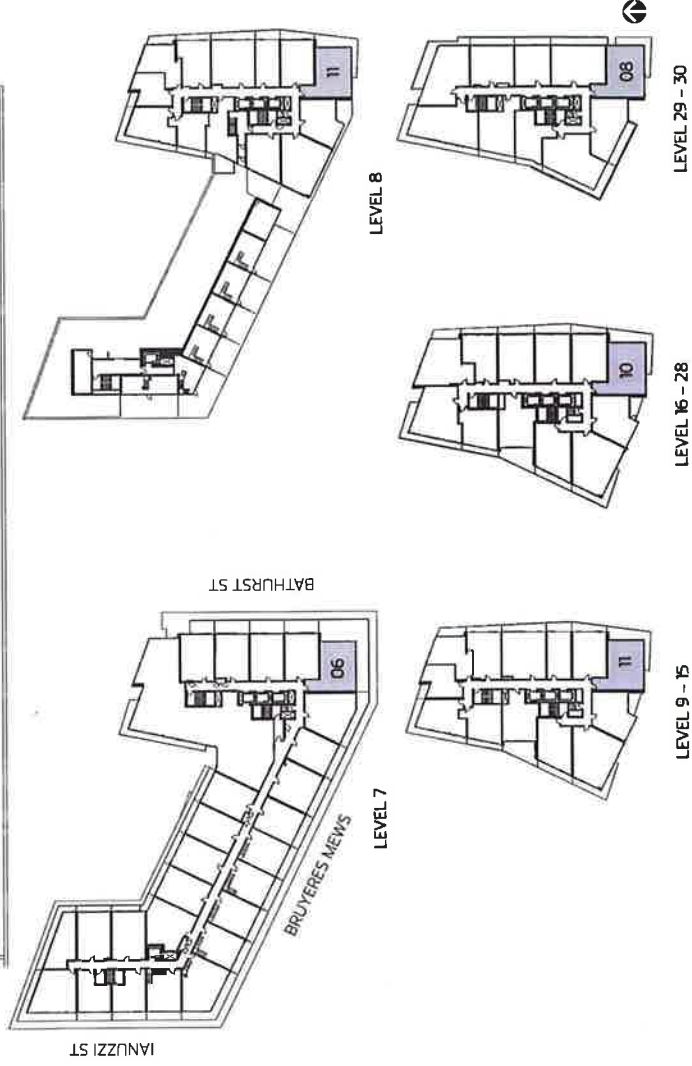 IANUZZI ST
BRUYERES MEWS
BATHURST ST
06
LEVEL 7
11
LEVEL 8
11
LEVEL 9 – 15
10
LEVEL 16 – 28
08
LEVEL 29 – 30